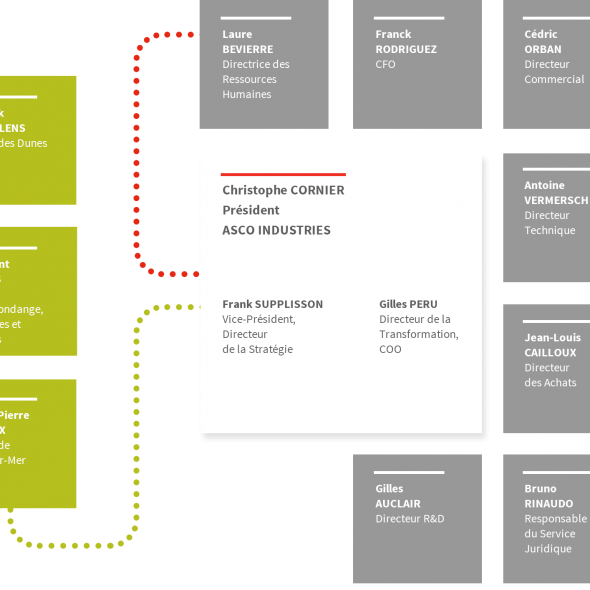 Laure
BEVIERRE
Directrice des
Ressources
Humaines
Franck
RODRIGUEZ
CFO
Cédric
ORBAN
Directeur
Commercial
k
LENS
des Dunes
Christophe CORNIER
Président
ASCO INDUSTRIES
Antoine
VERMERSCH
Directeur
Technique
nt
ondange,
es et
s
Frank SUPPLISSON
Vice-Président,
Directeur
de la Stratégie
Gilles PERU
Directeur de la
Transformation,
COO
Jean-Louis
CAILLOUX
Directeur
des Achats
Pierre
X
de
r-Mer
Gilles
AUCLAIR
Directeur R&D
Bruno
RINAUDO
Responsable
du Service
Juridique